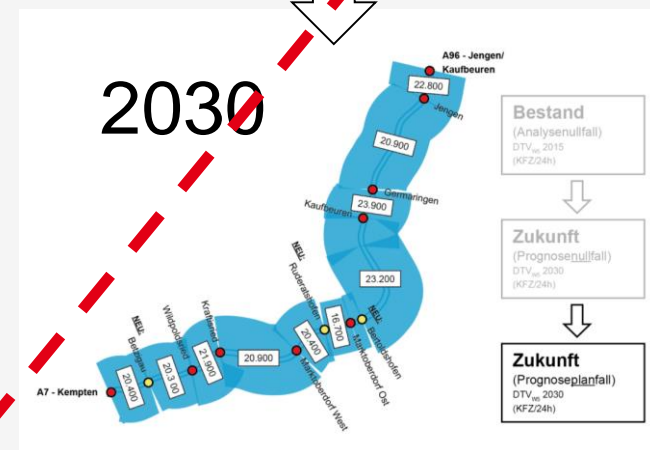 2030
A96 - Jengen/
Kaufbeuren
22.800
Jengen
20.900
Germaringen
23.900
Kaufbeuren
23.200
NEU:
Bertoldshofen
Marktoberdorf Ost
16.700
NEU:
Ruderatshofen
20.400
Marktoberdorf West
20.900
Kraftisried
21.900
Wildpoldsried
20.3 00
NEU:
Betzigau
20.400
A7 - Kempten
Bestand
(Analysenullfall)
DTVw5 2015
(KFZ/24h)
Zukunft
(Prognosenullfall)
DTVw5 2030
(KFZ/24h)
Zukunft
(Prognoseplanfall)
DTVw5 2030
(KFZ/24h)